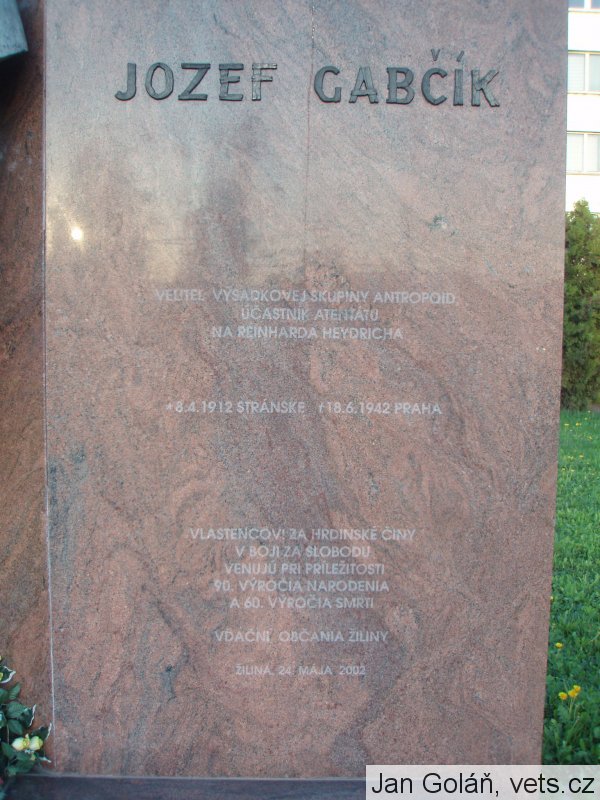 JOZEF GABČÍK
VELITEĽ VÝSADKOVEJ SKUPINY ANTROPOID,
ÚČASTNÍK ATENTÁTU
NA REINHARDA HEYDRICHA
* 8.4.1912 STRÁNSKE † 18.6.1942 PRAHA
VLASTENCOVI ZA HRDINSKÉ ČINY
V BOJI ZA SLOBODU
VENUJÚ PRI PRÍLEŽITOSTI
90. VÝROČIA NARODENIA
A 60. VÝROČIA SMRTI
VĎAČNÍ OBČANIA ŽILINY
ŽILINA, 24. MÁJA 2002
Jan Goláň, vets.cz